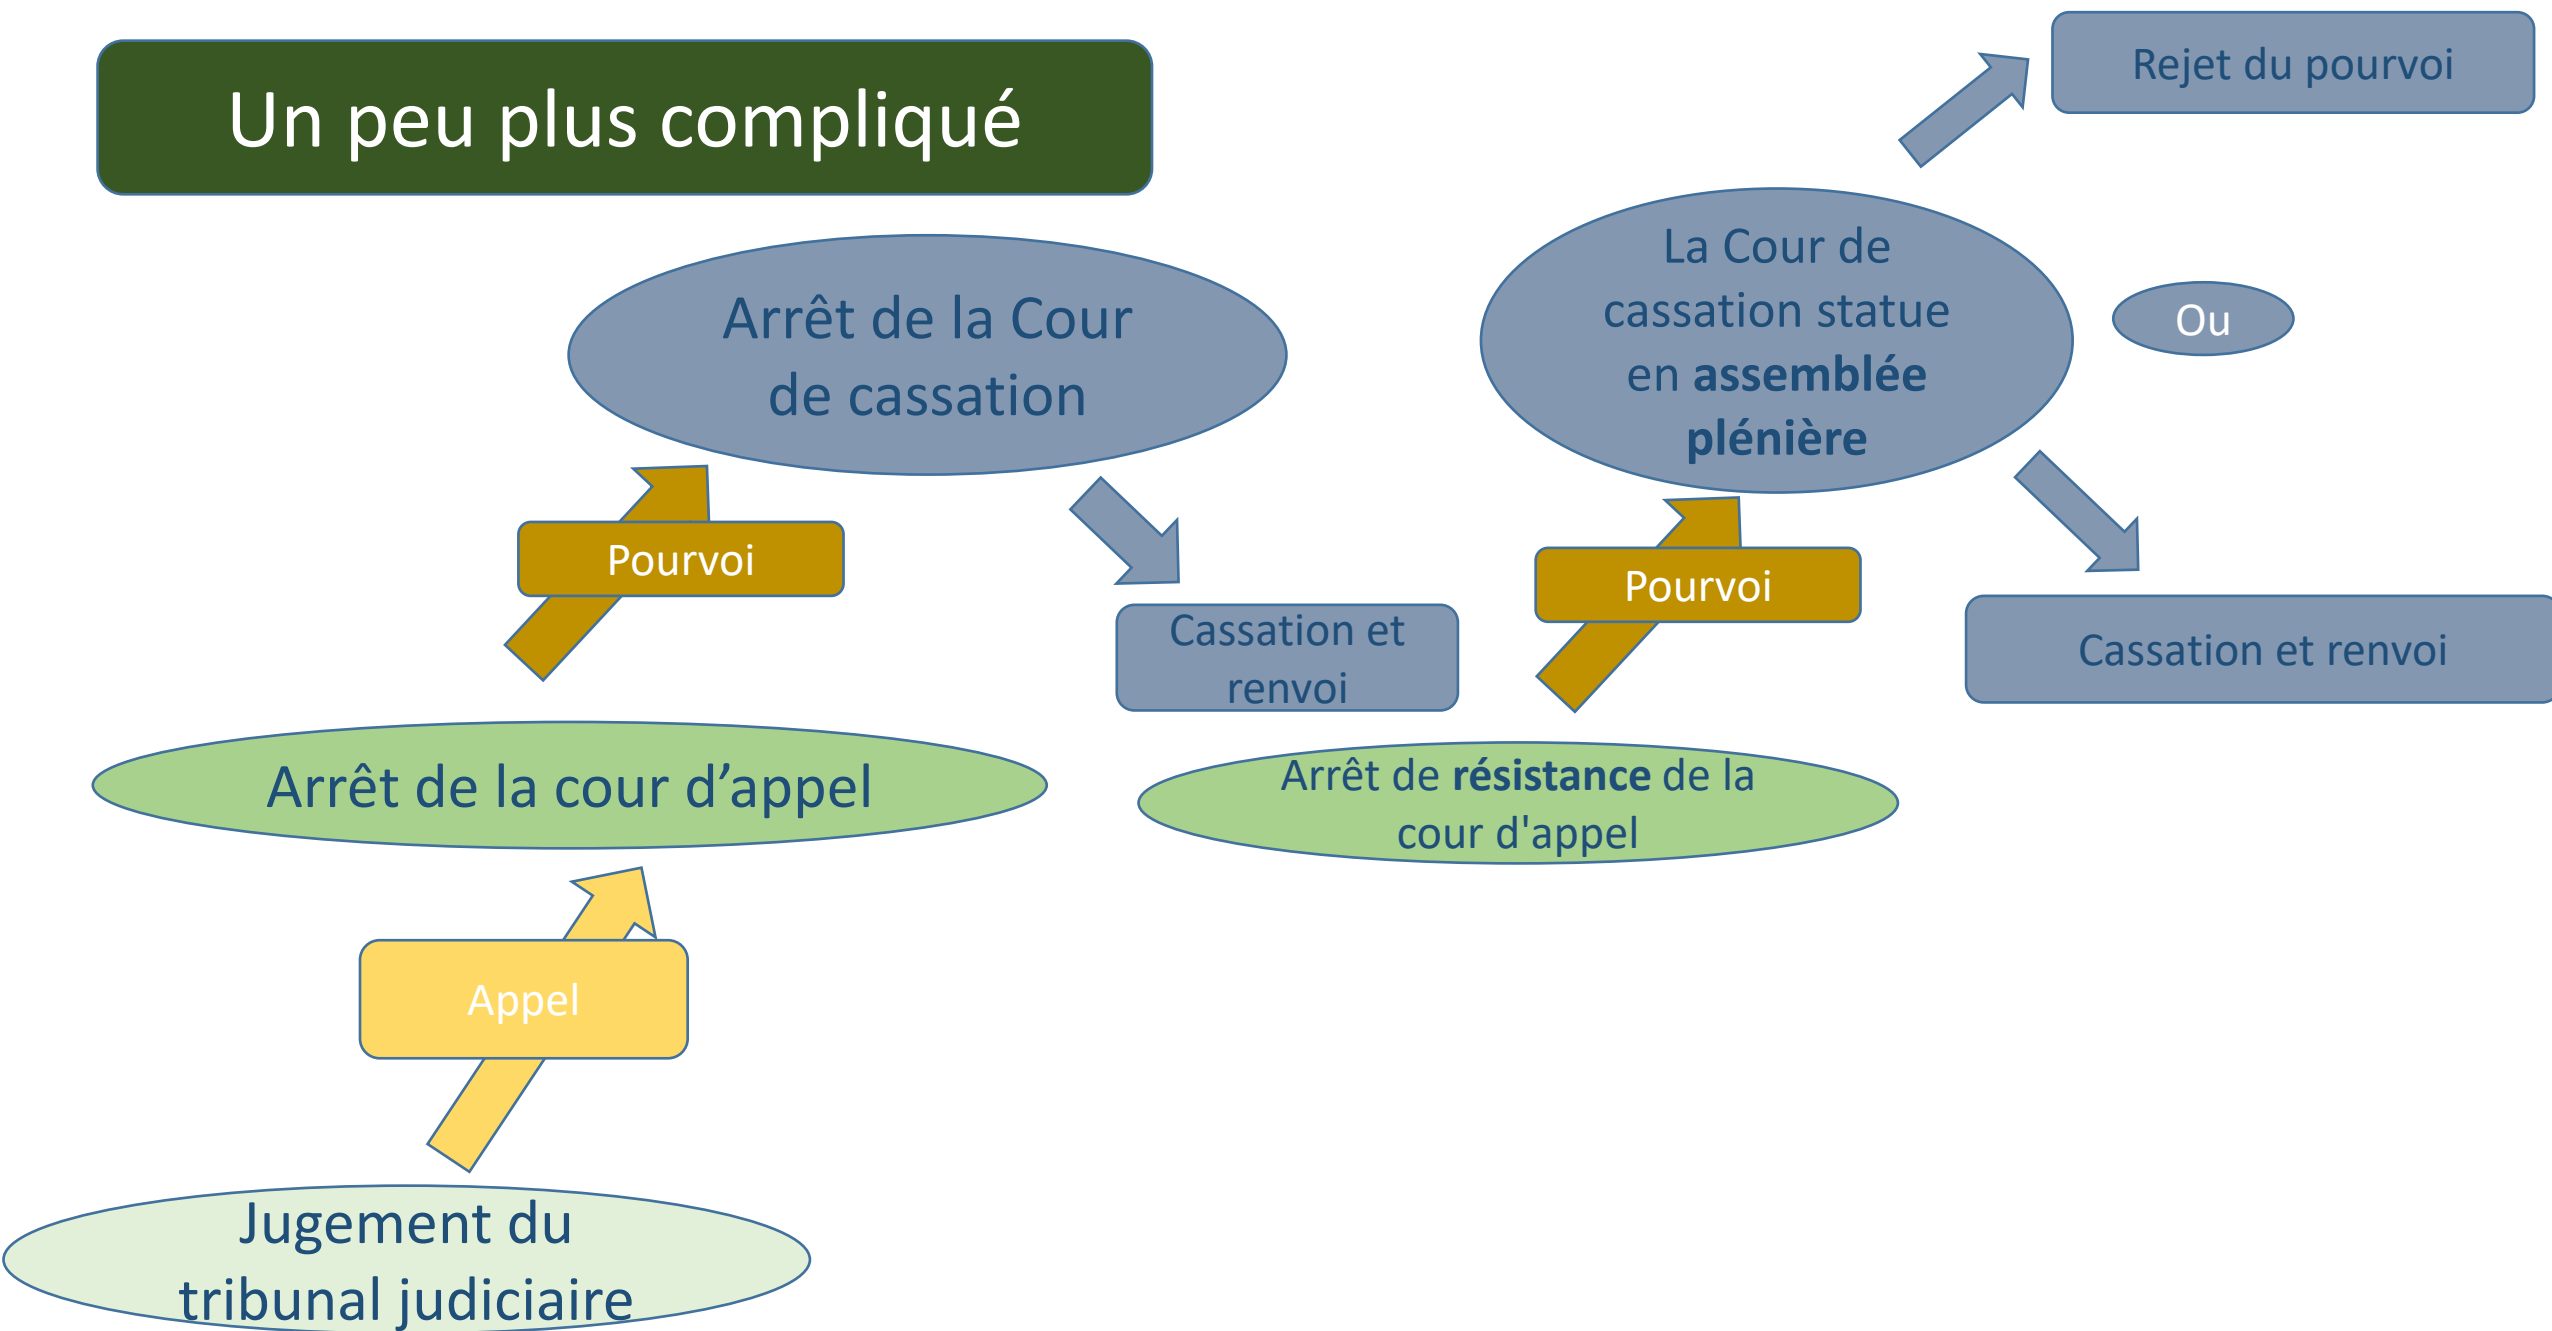 Un peu plus compliqué
Rejet du pourvoi
Arrêt de la Cour
de cassation
La Cour de
cassation statue
en assemblée
plénière
Ou
Pourvoi
Pourvoi
Cassation et
renvoi
Cassation et renvoi
Arrêt de la cour d’appel
Arrêt de résistance de la
cour d'appel
Appel
Jugement du
tribunal judiciaire